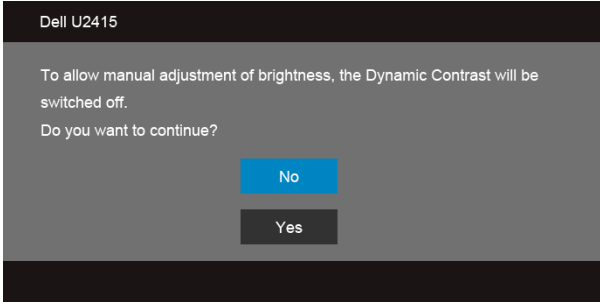 Dell U2415
To allow manual adjustment of brightness, the Dynamic Contrast will be
switched off.
Do you want to continue?
No
Yes